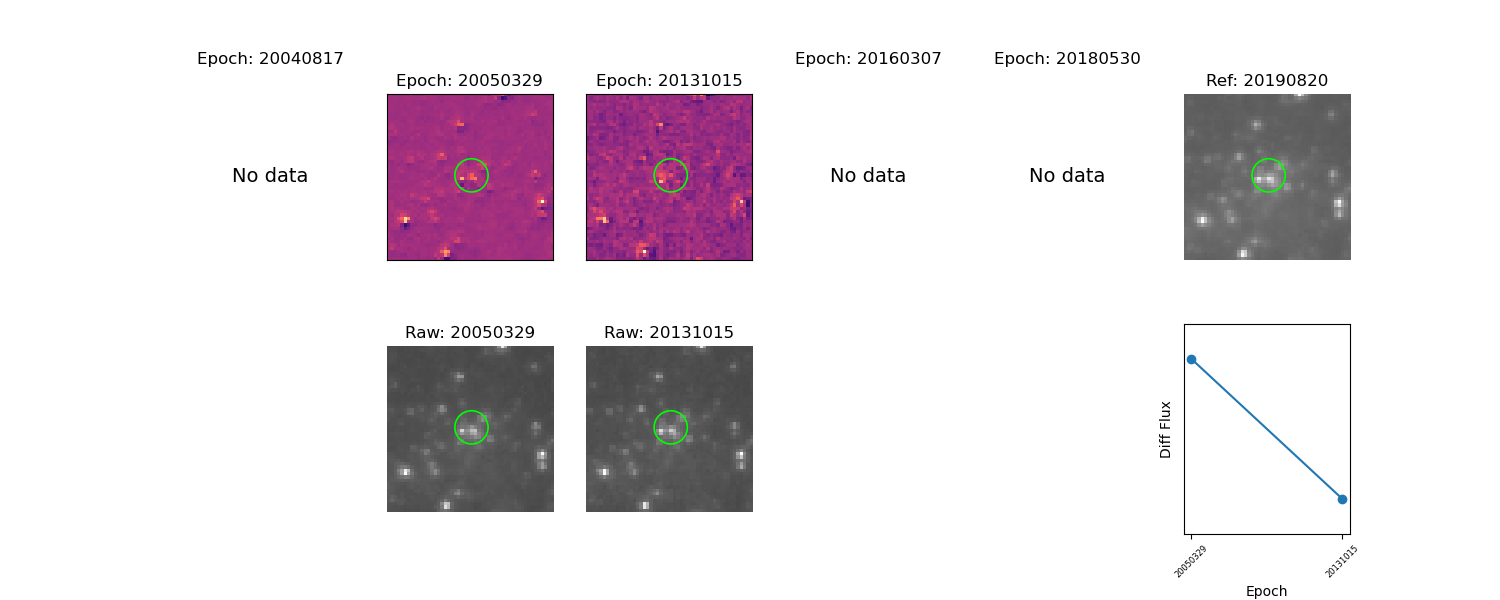 Epoch: 20040817
Epoch: 20160307
Epoch: 20180530
Epoch: 20050329
Epoch: 20131015
Ref: 20190820
No data
No data
No data
Raw: 20050329
Raw: 20131015
Diff Flux
20050329
20131015
Epoch